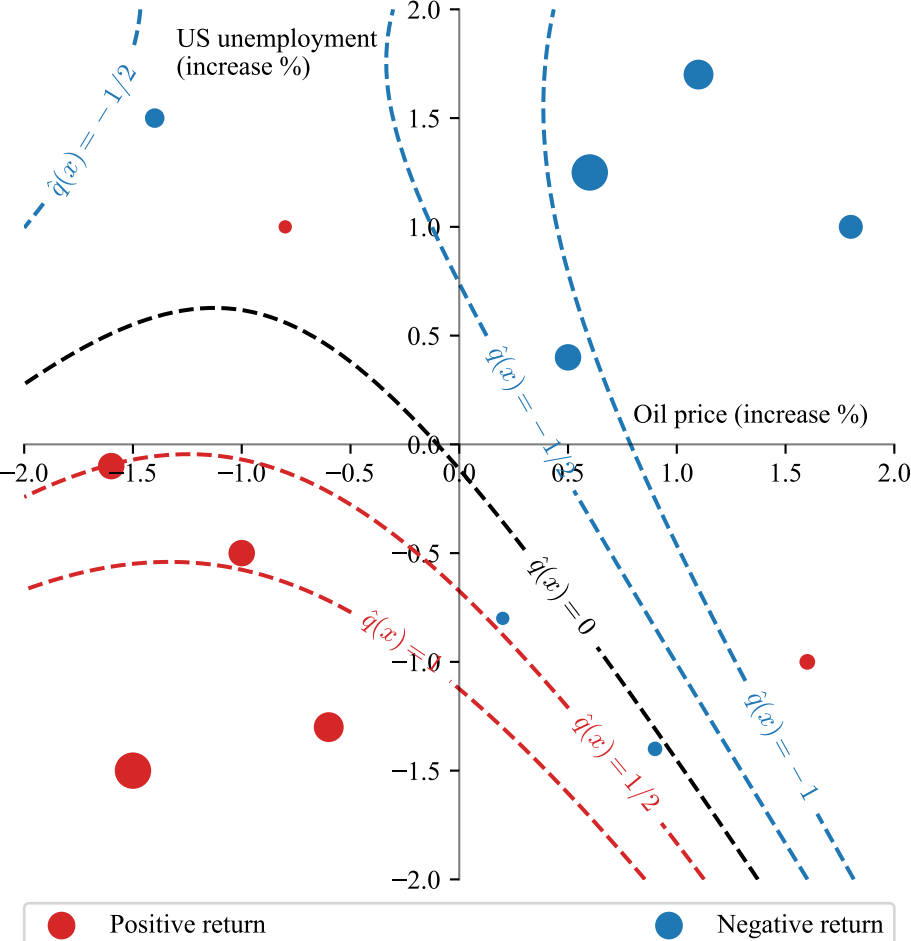 2.0
US unemployment
(increase %)
q̂(x) = −1/2
1.5
1.0
0.5
q̂(x) = −1/2
Oil price (increase %)
0.0
−2.0 −1.5 −1.0 −0.5 0.0 0.5 1.0 1.5 2.0
−0.5
q̂(x) = 0
q̂(x) = 1
−1.0
q̂(x) = −1
q̂(x) = 1/2
−1.5
−2.0
Positive return Negative return